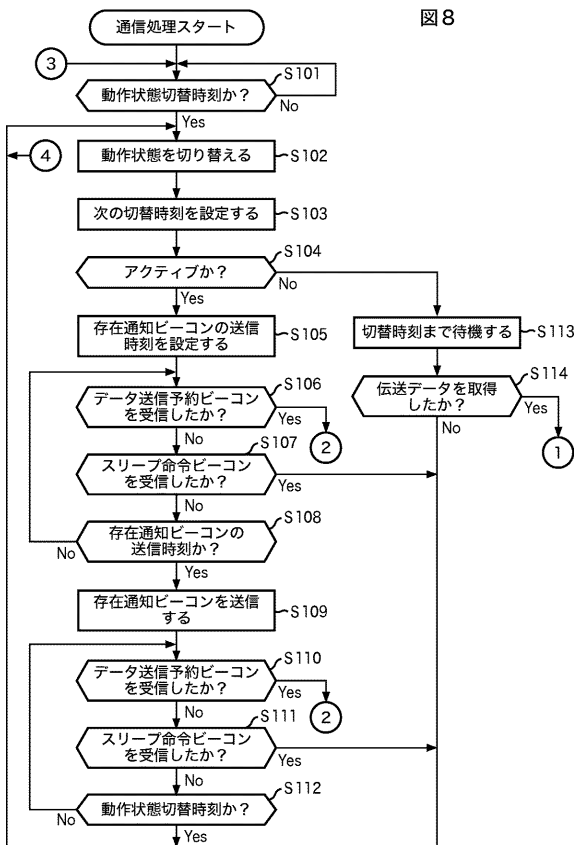 図8
通信処理スタート
3
S101
動作状態切替時刻か?
No
Yes
4
動作状態を切り替える
S102
次の切替時刻を設定する
S103
S104
アクティブか?
No
Yes
存在通知ビーコンの送信
時刻を設定する
S105
切替時刻まで待機する
S113
S106
データ送信予約ビーコン
を受信したか?
Yes
2
No
S114
伝送データを取得
したか?
Yes
No
1
S107
スリープ命令ビーコン
を受信したか?
Yes
No
S108
存在通知ビーコンの
送信時刻か?
No
Yes
存在通知ビーコンを送信
する
S109
S110
データ送信予約ビーコン
を受信したか?
Yes
2
No
S111
スリープ命令ビーコン
を受信したか?
Yes
No
S112
動作状態切替時刻か?
No
Yes